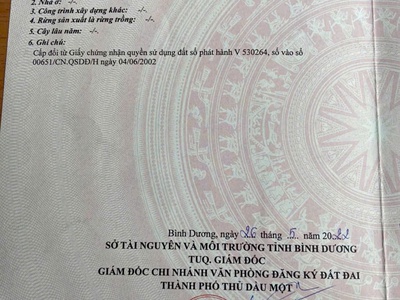 2. Nhà ở: -/-.
3. Công trình xây dựng khác: -/-.
4. Rừng sản xuất là rừng trồng: -/-.
5. Cây lâu năm: -/-.
6. Ghi chú:
Cấp đổi từ Giấy chứng nhận quyền sử dụng đất số phát hành V 530264, số vào sổ
00651/CN.QSDĐ/H ngày 04/06/2002
Bình Dương, ngày 26 tháng 5 năm 2022
SỞ TÀI NGUYÊN VÀ MÔI TRƯỜNG TỈNH BÌNH DƯƠNG
TUQ. GIÁM ĐỐC
GIÁM ĐỐC CHI NHÁNH VĂN PHÒNG ĐĂNG KÝ ĐẤT ĐAI
THÀNH PHỐ THỦ DẦU MỘT